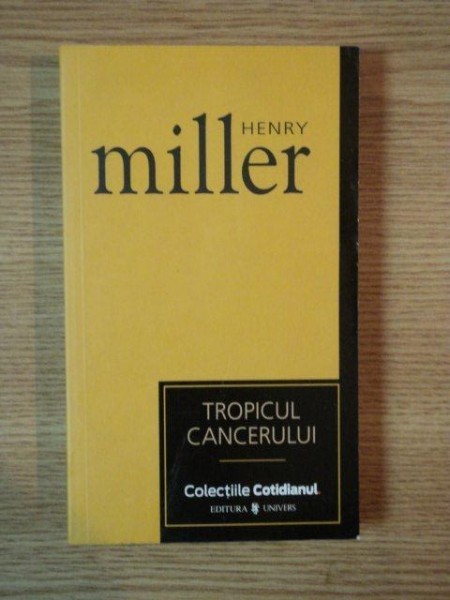 HENRY
miller
TROPICUL
CANCERULUI
Colecțiile Cotidianul
EDITURA UNIVERS